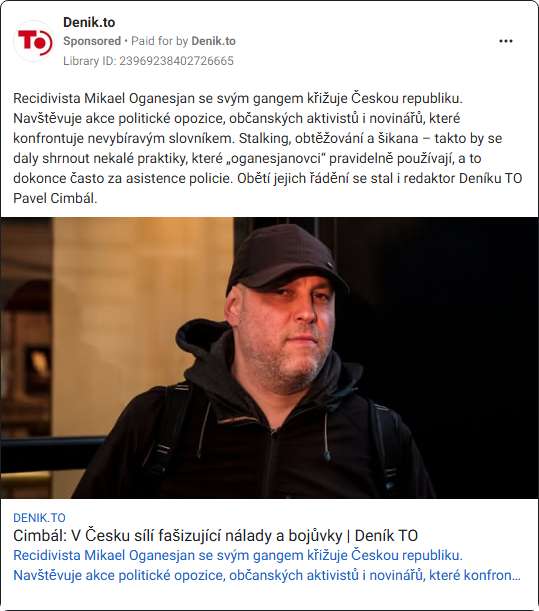 Denik.to
Sponsored • Paid for by Denik.to
Library ID: 23969238402726665
Recidivista Mikael Oganesjan se svým gangem křižuje Českou republiku.
Navštěvuje akce politické opozice, občanských aktivistů i novinářů, které
konfrontuje nevybíravým slovníkem. Stalking, obtěžování a šikana – takto by se
daly shrnout nekalé praktiky, které „oganesjanovci“ pravidelně používají, a to
dokonce často za asistence policie. Obětí jejich řádění se stal i redaktor Deníku TO
Pavel Cimbál.
DENIK.TO
Cimbál: V Česku sílí fašizující nálady a bojůvky | Deník TO
Recidivista Mikael Oganesjan se svým gangem křižuje Českou republiku.
Navštěvuje akce politické opozice, občanských aktivistů i novinářů, které konfron...